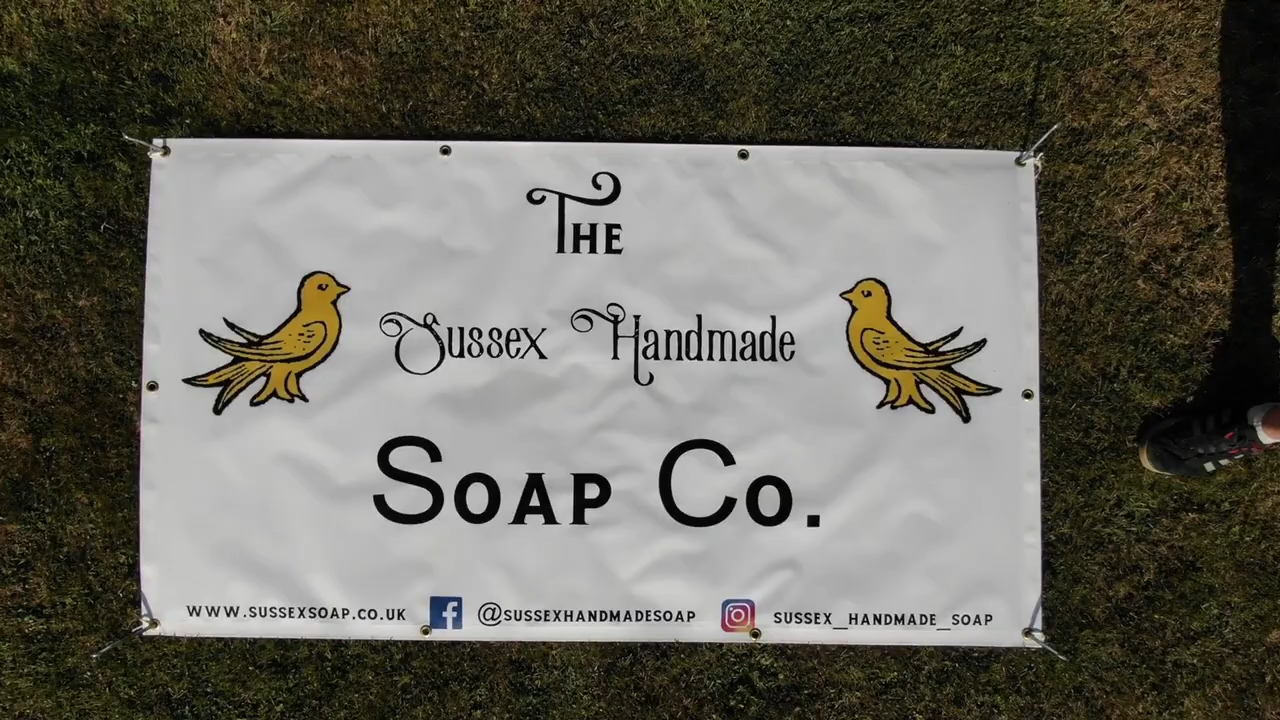 The
Sussex Handmade
Soap Co.
WWW.SUSSEXSOAP.CO.UK @SUSSEXHANDMADESOAP SUSSEX_HANDMADE_SOAP